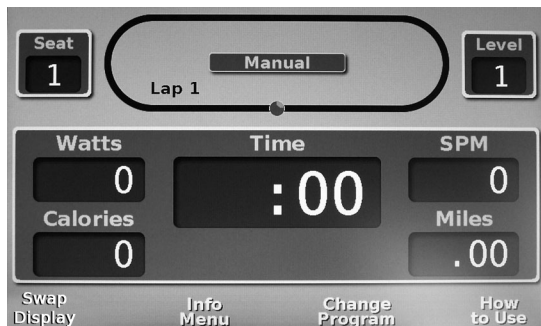 Seat
1
Manual
Lap 1
Level
1
Watts
0
Time
:00
SPM
0
Calories
0
Miles
.00
Swap
Display
Info
Menu
Change
Program
How
to Use